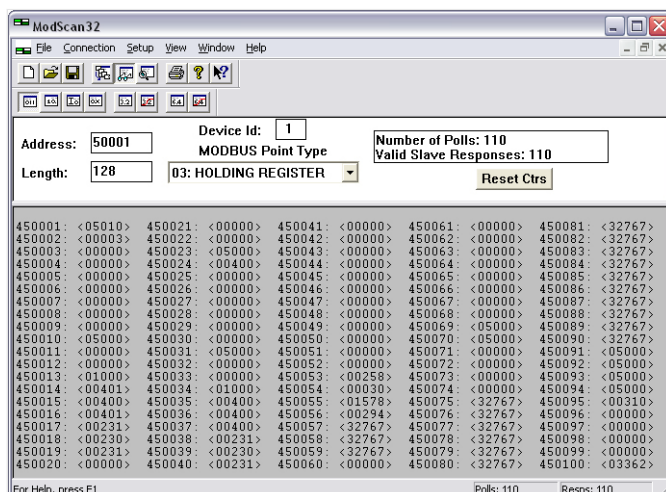 ModScan32
File Connection Setup View Window Help
Address: 50001
Device Id: 1
MODBUS Point Type
Length: 128
03: HOLDING REGISTER
Number of Polls: 110
Valid Slave Responses: 110
Reset Ctrs
450001: <05010> 450021: <00000> 450041: <00000> 450061: <00000> 450081: <32767>
450002: <00003> 450022: <00000> 450042: <00000> 450062: <00000> 450082: <32767>
450003: <00000> 450023: <05000> 450043: <00000> 450063: <00000> 450083: <32767>
450004: <00000> 450024: <00400> 450044: <00000> 450064: <00000> 450084: <32767>
450005: <00000> 450025: <00000> 450045: <00000> 450065: <00000> 450085: <32767>
450006: <00000> 450026: <00000> 450046: <00000> 450066: <00000> 450086: <32767>
450007: <00000> 450027: <00000> 450047: <00000> 450067: <00000> 450087: <32767>
450008: <00000> 450028: <00000> 450048: <00000> 450068: <00000> 450088: <32767>
450009: <05000> 450029: <00000> 450049: <00000> 450069: <05000> 450089: <32767>
450010: <05000> 450030: <00000> 450050: <00000> 450070: <05000> 450090: <32767>
450011: <00000> 450031: <05000> 450051: <00000> 450071: <00000> 450091: <05000>
450012: <00000> 450032: <00000> 450052: <00000> 450072: <00000> 450092: <05000>
450013: <01000> 450033: <00000> 450053: <00258> 450073: <00000> 450093: <05000>
450014: <00401> 450034: <01000> 450054: <00030> 450074: <00000> 450094: <05000>
450015: <00400> 450035: <00400> 450055: <01578> 450075: <32767> 450095: <00310>
450016: <00401> 450036: <00400> 450056: <00294> 450076: <32767> 450096: <00000>
450017: <00231> 450037: <00400> 450057: <32767> 450077: <32767> 450097: <00000>
450018: <00230> 450038: <00231> 450058: <32767> 450078: <32767> 450098: <00000>
450019: <00231> 450039: <00230> 450059: <32767> 450079: <32767> 450099: <00000>
450020: <00000> 450040: <00231> 450060: <00000> 450080: <32767> 450100: <03362>
For Help, press F1 Polls: 110 Resps: 110